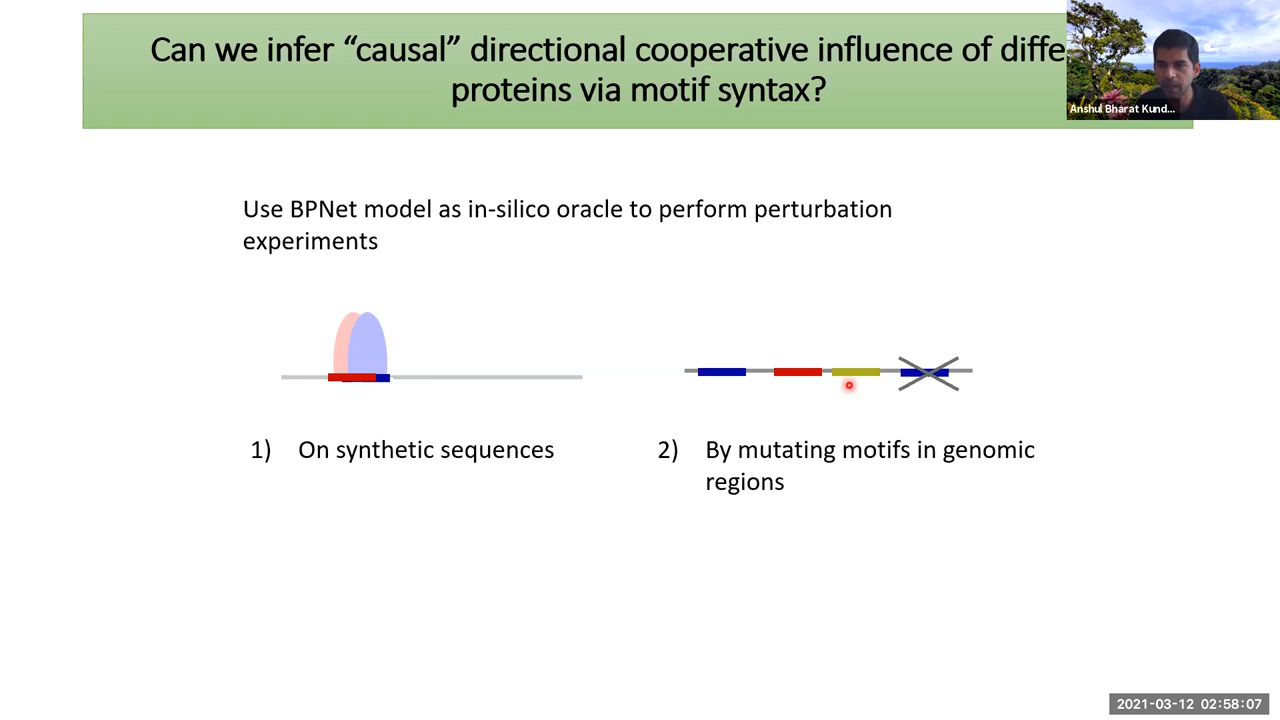 Can we infer “causal” directional cooperative influence of diffe
proteins via motif syntax?
Anshul Bharat Kund...
Use BPNet model as in-silico oracle to perform perturbation
experiments
1) On synthetic sequences
2) By mutating motifs in genomic
regions
2021-03-12 02:58:07